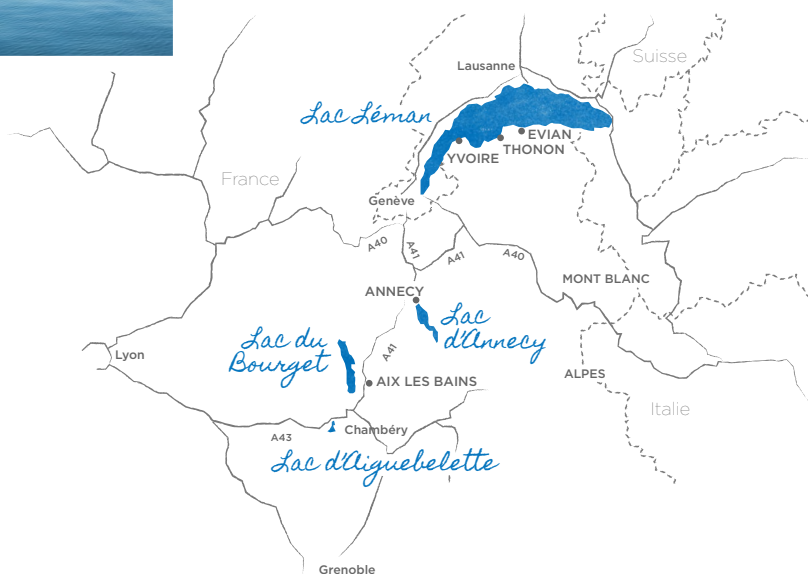 Suisse
Lausanne
Lac Léman
EVIAN
THONON
YVOIRE
France
Genève
A40
A41
A41
A40
MONT BLANC
ANNECY
Lac
d'Annecy
Lac du
Bourget
A41
Lyon
ALPES
AIX LES BAINS
Italie
Chambéry
A43
Lac d'Aiguebelette
Grenoble